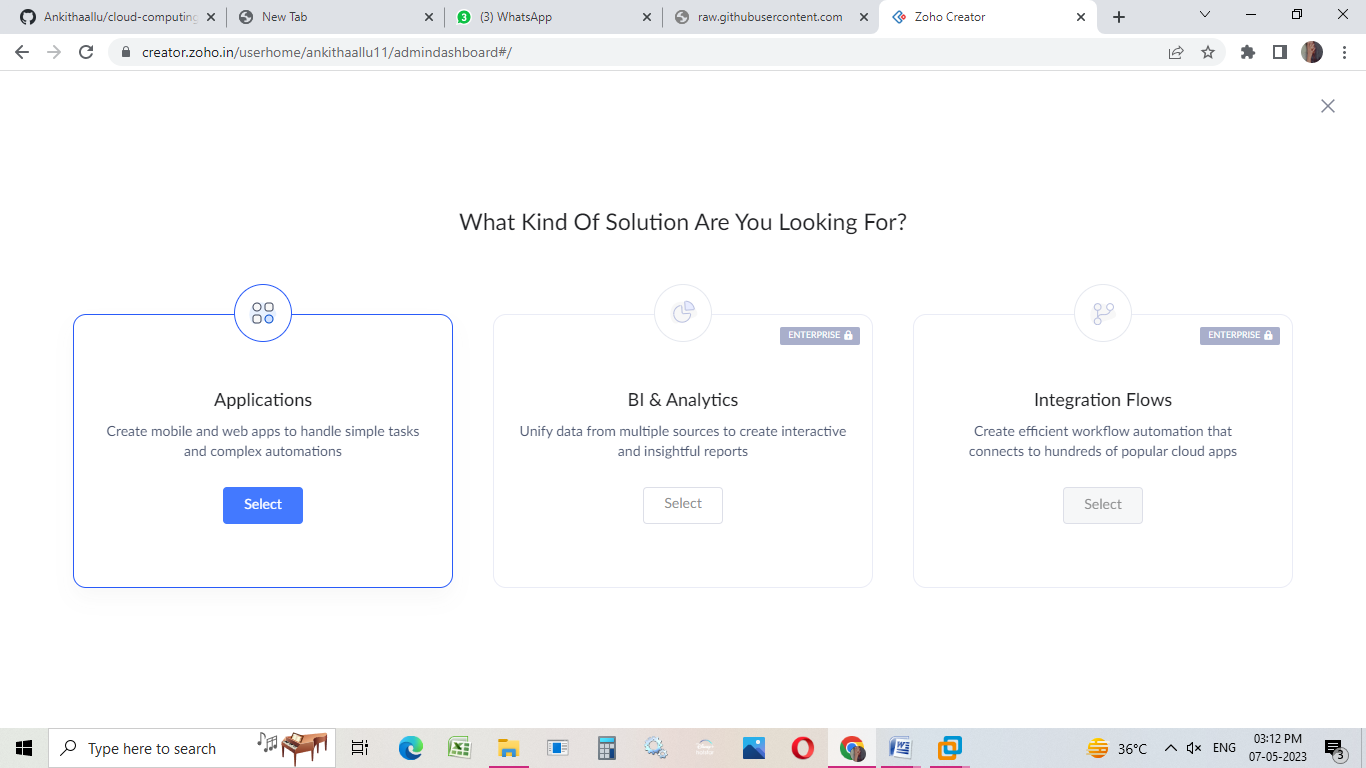 Ankithaallu/cloud-computing
New Tab
3 (3) WhatsApp
raw.githubusercontent.com
Zoho Creator
creator.zoho.in/userhome/ankithaallu11/admindashboard#/
What Kind Of Solution Are You Looking For?
Applications
Create mobile and web apps to handle simple tasks
and complex automations
Select
ENTERPRISE
BI & Analytics
Unify data from multiple sources to create interactive
and insightful reports
Select
ENTERPRISE
Integration Flows
Create efficient workflow automation that
connects to hundreds of popular cloud apps
Select
Type here to search
36°C
ENG
03:12 PM
07-05-2023
3